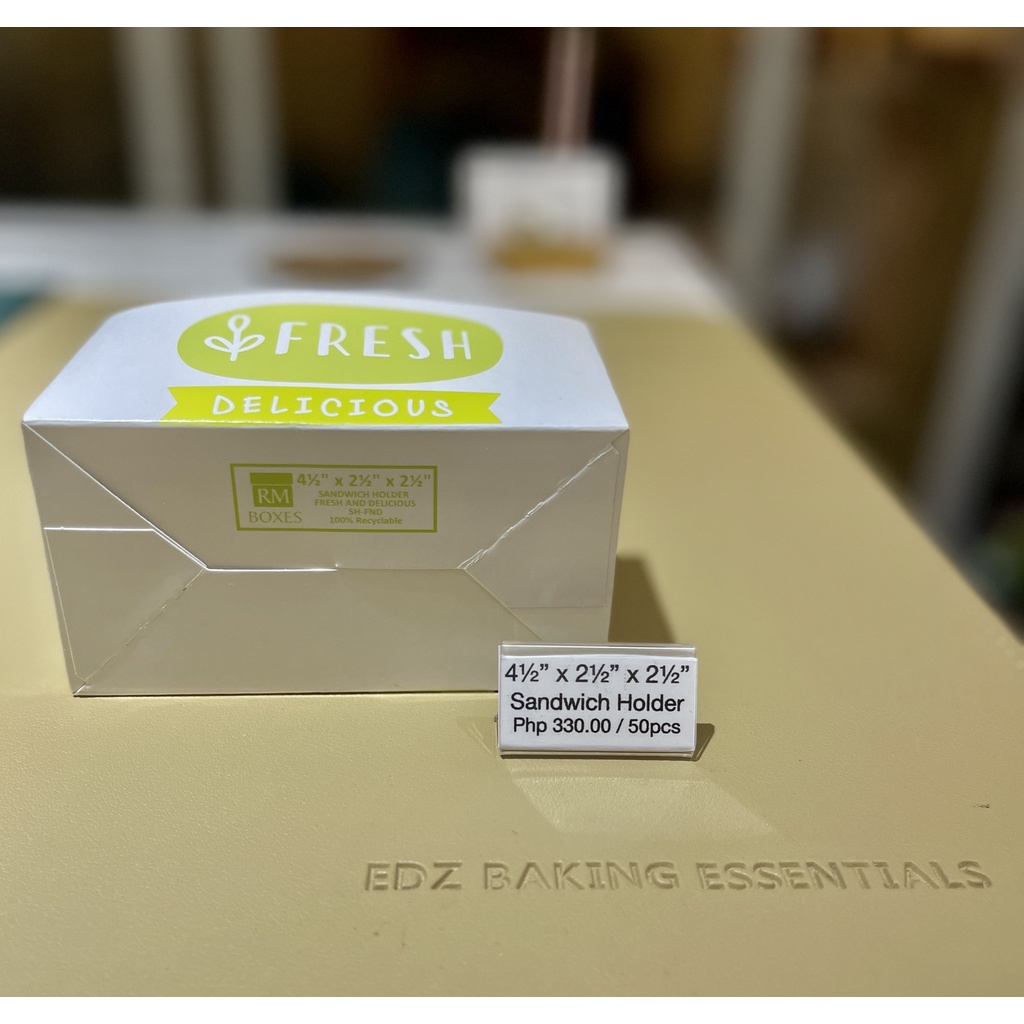 FRESH
DELICIOUS
RM
BOXES
4½" x 2½" x 2½"
SANDWICH HOLDER
FRESH AND DELICIOUS
SH-FND
100% Recyclable
4½” x 2½” x 2½”
Sandwich Holder
Php 330.00 / 50pcs
EDZ BAKING ESSENTIALS